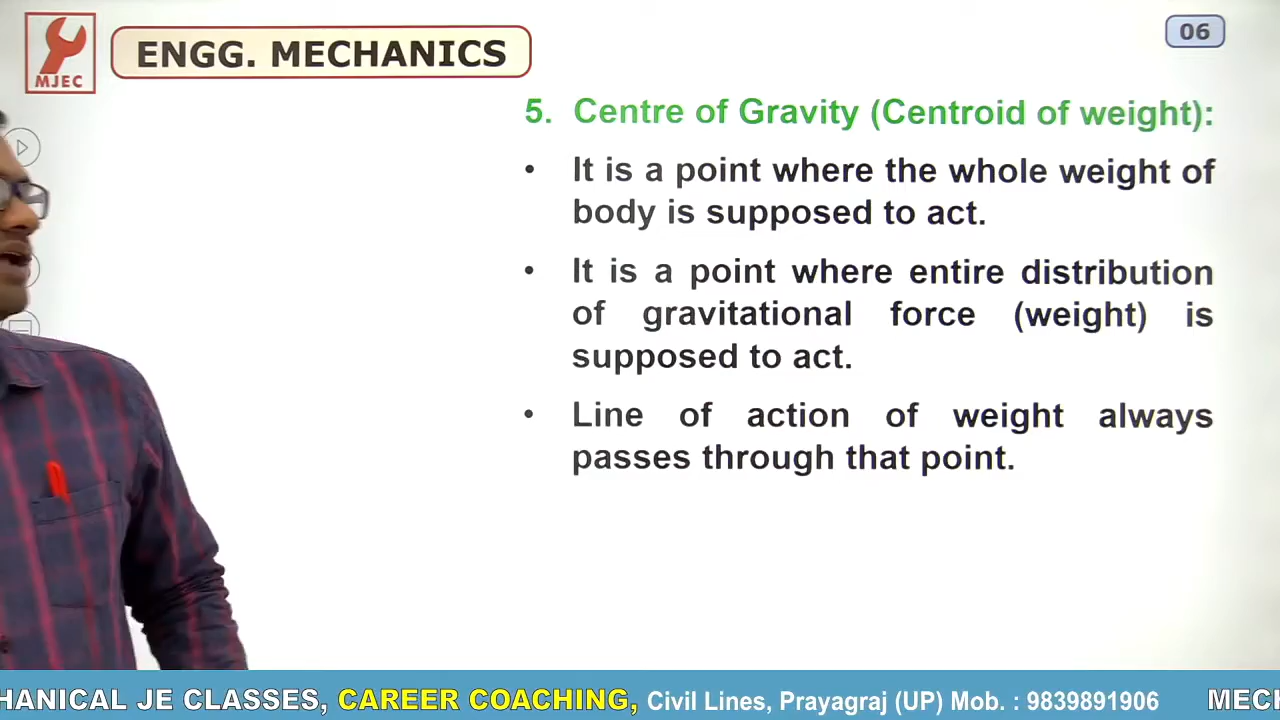 MJEC
ENGG. MECHANICS
06
5. Centre of Gravity (Centroid of weight):
• It is a point where the whole weight of
body is supposed to act.
• It is a point where entire distribution
of gravitational force (weight) is
supposed to act.
• Line of action of weight always
passes through that point.
HANICAL JE CLASSES, CAREER COACHING, Civil Lines, Prayagraj (UP) Mob. : 9839891906 MECI